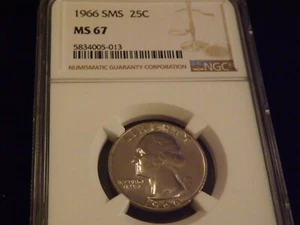 1966 SMS 25C
MS 67
5834005-013
NUMISMATIC GUARANTY CORPORATION
NGC
LIBERTY